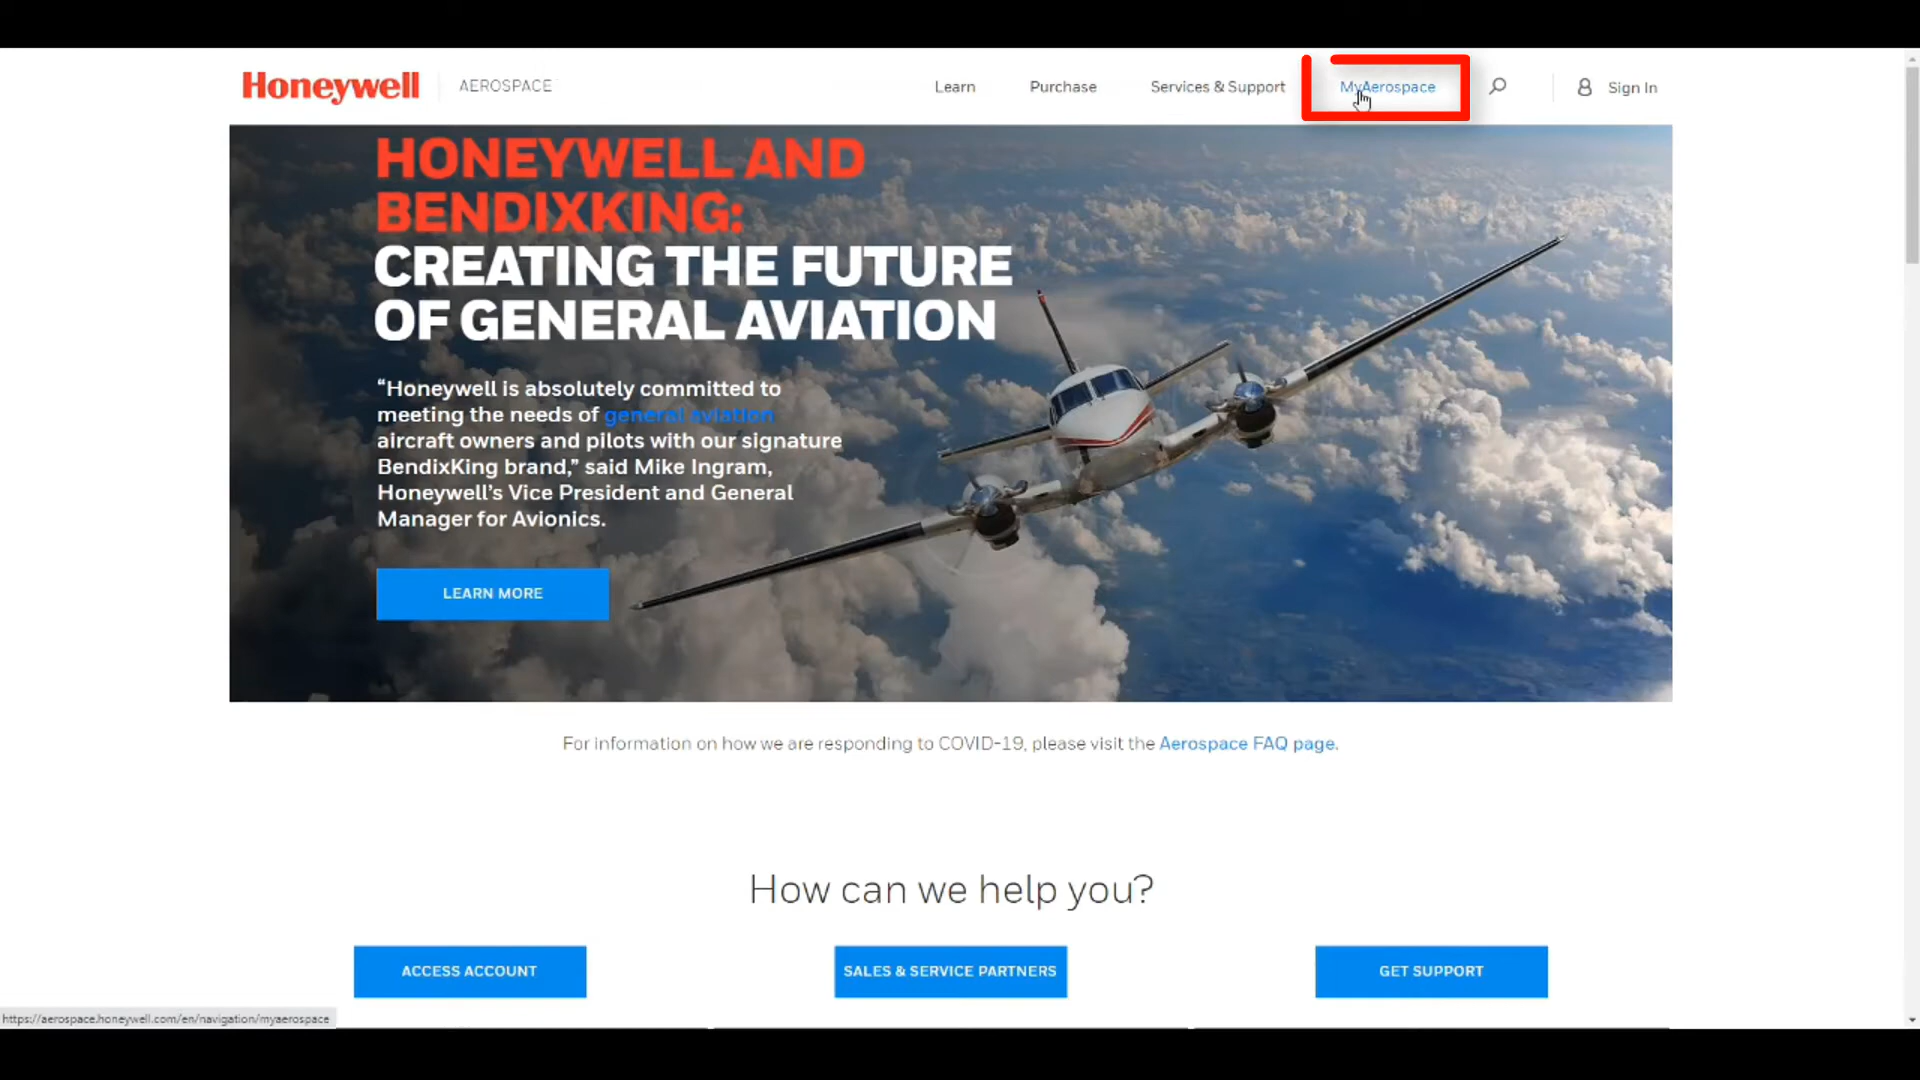 Honeywell
AEROSPACE
Learn
Purchase
Services & Support
MyAerospace
Sign In
HONEYWELL AND
BENDIXKING:
CREATING THE FUTURE
OF GENERAL AVIATION
“Honeywell is absolutely committed to
meeting the needs of general aviation
aircraft owners and pilots with our signature
BendixKing brand,” said Mike Ingram,
Honeywell’s Vice President and General
Manager for Avionics.
LEARN MORE
For information on how we are responding to COVID-19, please visit the Aerospace FAQ page.
How can we help you?
ACCESS ACCOUNT
SALES & SERVICE PARTNERS
GET SUPPORT
https://aerospace.honeywell.com/en/navigation/myaerospace